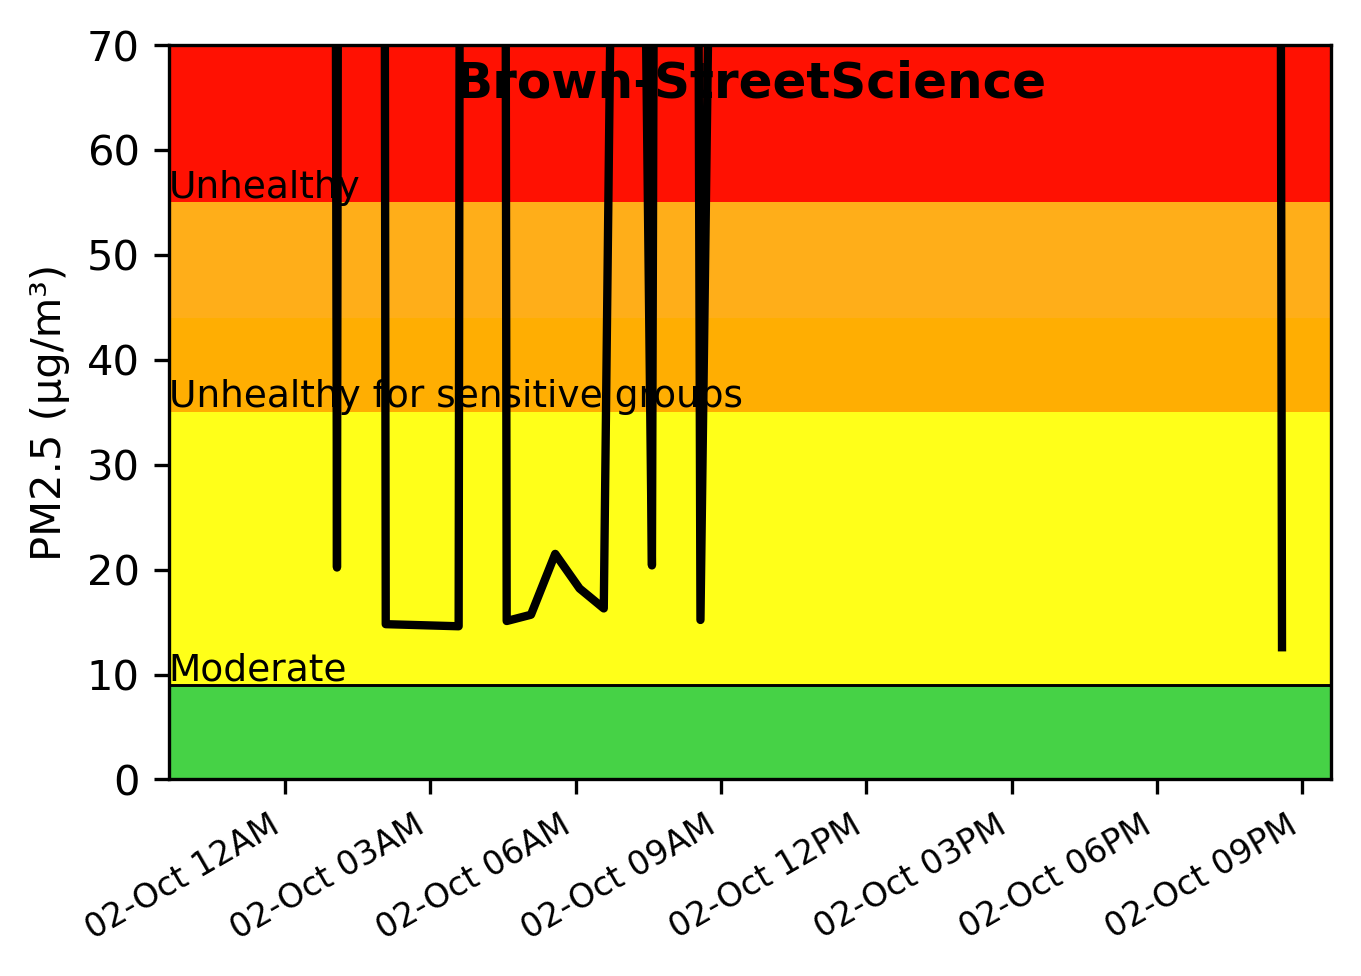 Brown-StreetScience
70
60
50
40
30
20
10
0
PM2.5 (µg/m³)
Unhealthy
Unhealthy for sensitive groups
Moderate
02-Oct 12AM
02-Oct 03AM
02-Oct 06AM
02-Oct 09AM
02-Oct 12PM
02-Oct 03PM
02-Oct 06PM
02-Oct 09PM